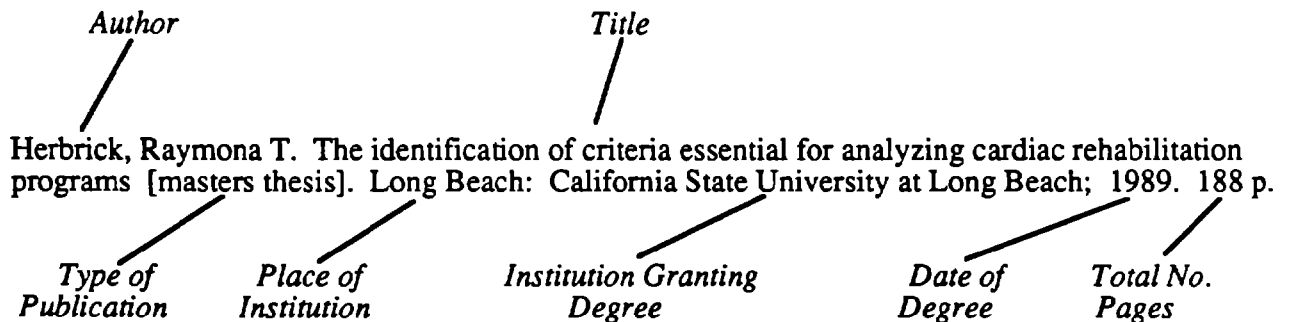 Author Title
Herbrick, Raymona T. The identification of criteria essential for analyzing cardiac rehabilitation
programs [masters thesis]. Long Beach: California State University at Long Beach; 1989. 188 p.
Type of Place of Institution Granting Date of Total No.
Publication Institution Degree Degree Pages